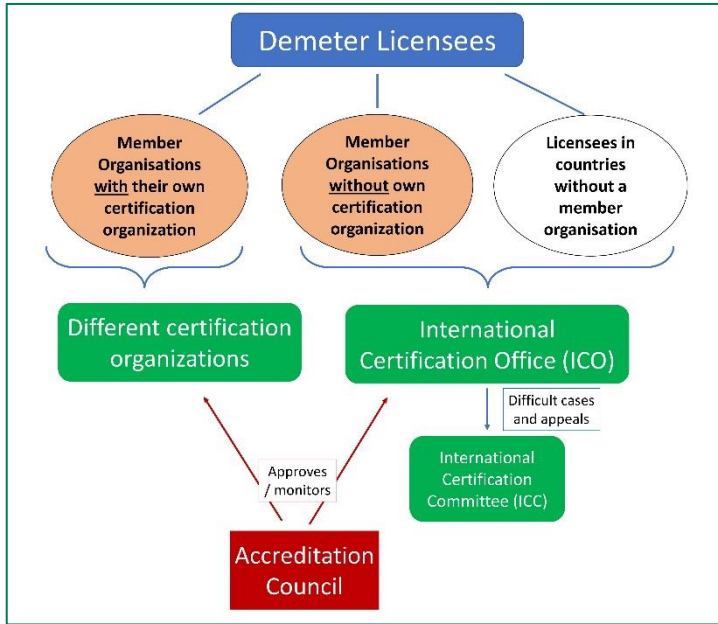 Demeter Licensees
Member
Organisations
with their own
certification
organization
Member
Organisations
without own
certification
organization
Licensees in
countries
without a
member
organisation
Different certification
organizations
International
Certification Office (ICO)
Difficult cases
and appeals
International
Certification
Committee (ICC)
Approves
/ monitors
Accreditation
Council